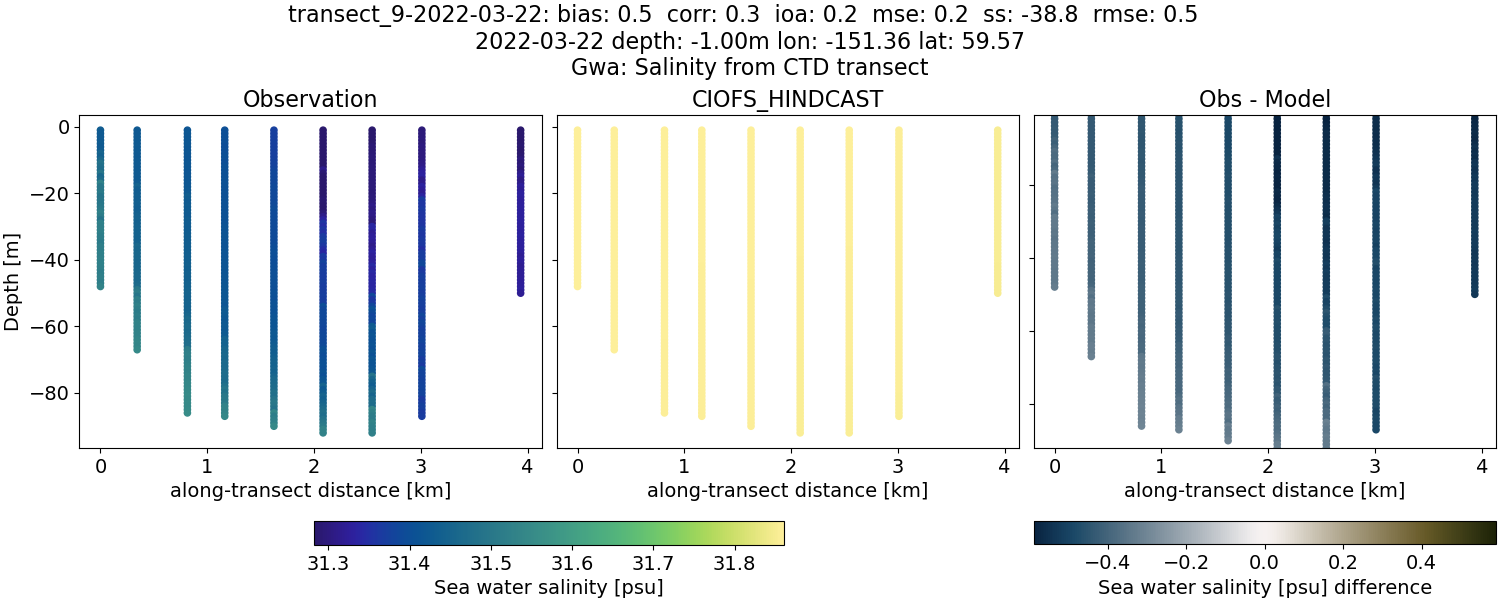 transect_9-2022-03-22: bias: 0.5  corr: 0.3  ioa: 0.2  mse: 0.2  ss: -38.8  rmse: 0.5
2022-03-22 depth: -1.00m lon: -151.36 lat: 59.57
Gwa: Salinity from CTD transect
Observation
CIOFS_HINDCAST
Obs - Model
0
−20
−40
−60
−80
Depth [m]
0 1 2 3 4
0 1 2 3 4
0 1 2 3 4
along-transect distance [km]
along-transect distance [km]
along-transect distance [km]
31.3 31.4 31.5 31.6 31.7 31.8
Sea water salinity [psu]
−0.4 −0.2 0.0 0.2 0.4
Sea water salinity [psu] difference